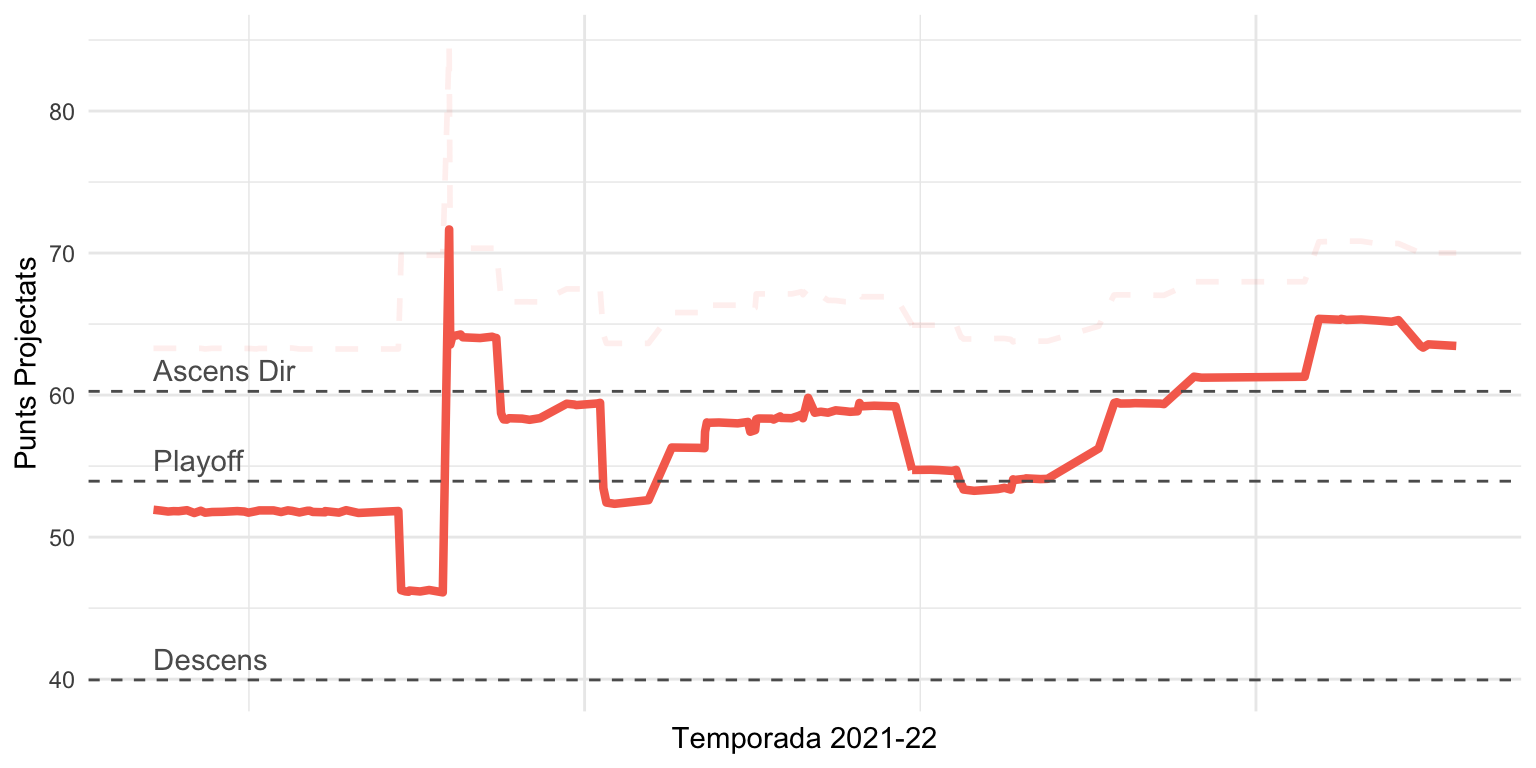 80
70
60
50
40
Punts Projectats
Ascens Dir
Playoff
Descens
Temporada 2021-22